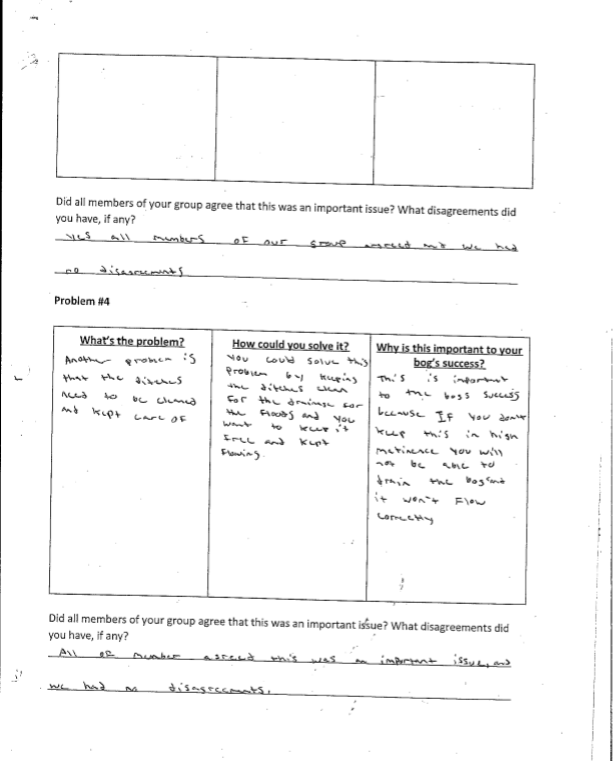 Did all members of your group agree that this was an important issue? What disagreements did
you have, if any?
yes all members of our group agreed and we had
no disagreements
Problem #4
What's the problem?
Another problem is
that the ditches
need to be cleaned
and kept care of
How could you solve it?
You could solve this
problem by keeping
the ditches clean
for the drainage for
the floods and you
want to keep it
free and kept
flowing.
Why is this important to your
bog's success?
This is important
to the bogs success
because If you don't
keep this in high
metinence you will
not be able to
drain the bog and
it won't Flow
correctly
Did all members of your group agree that this was an important issue? What disagreements did
you have, if any?
All of member agreed this was an important issue, and
we had no disagreements.